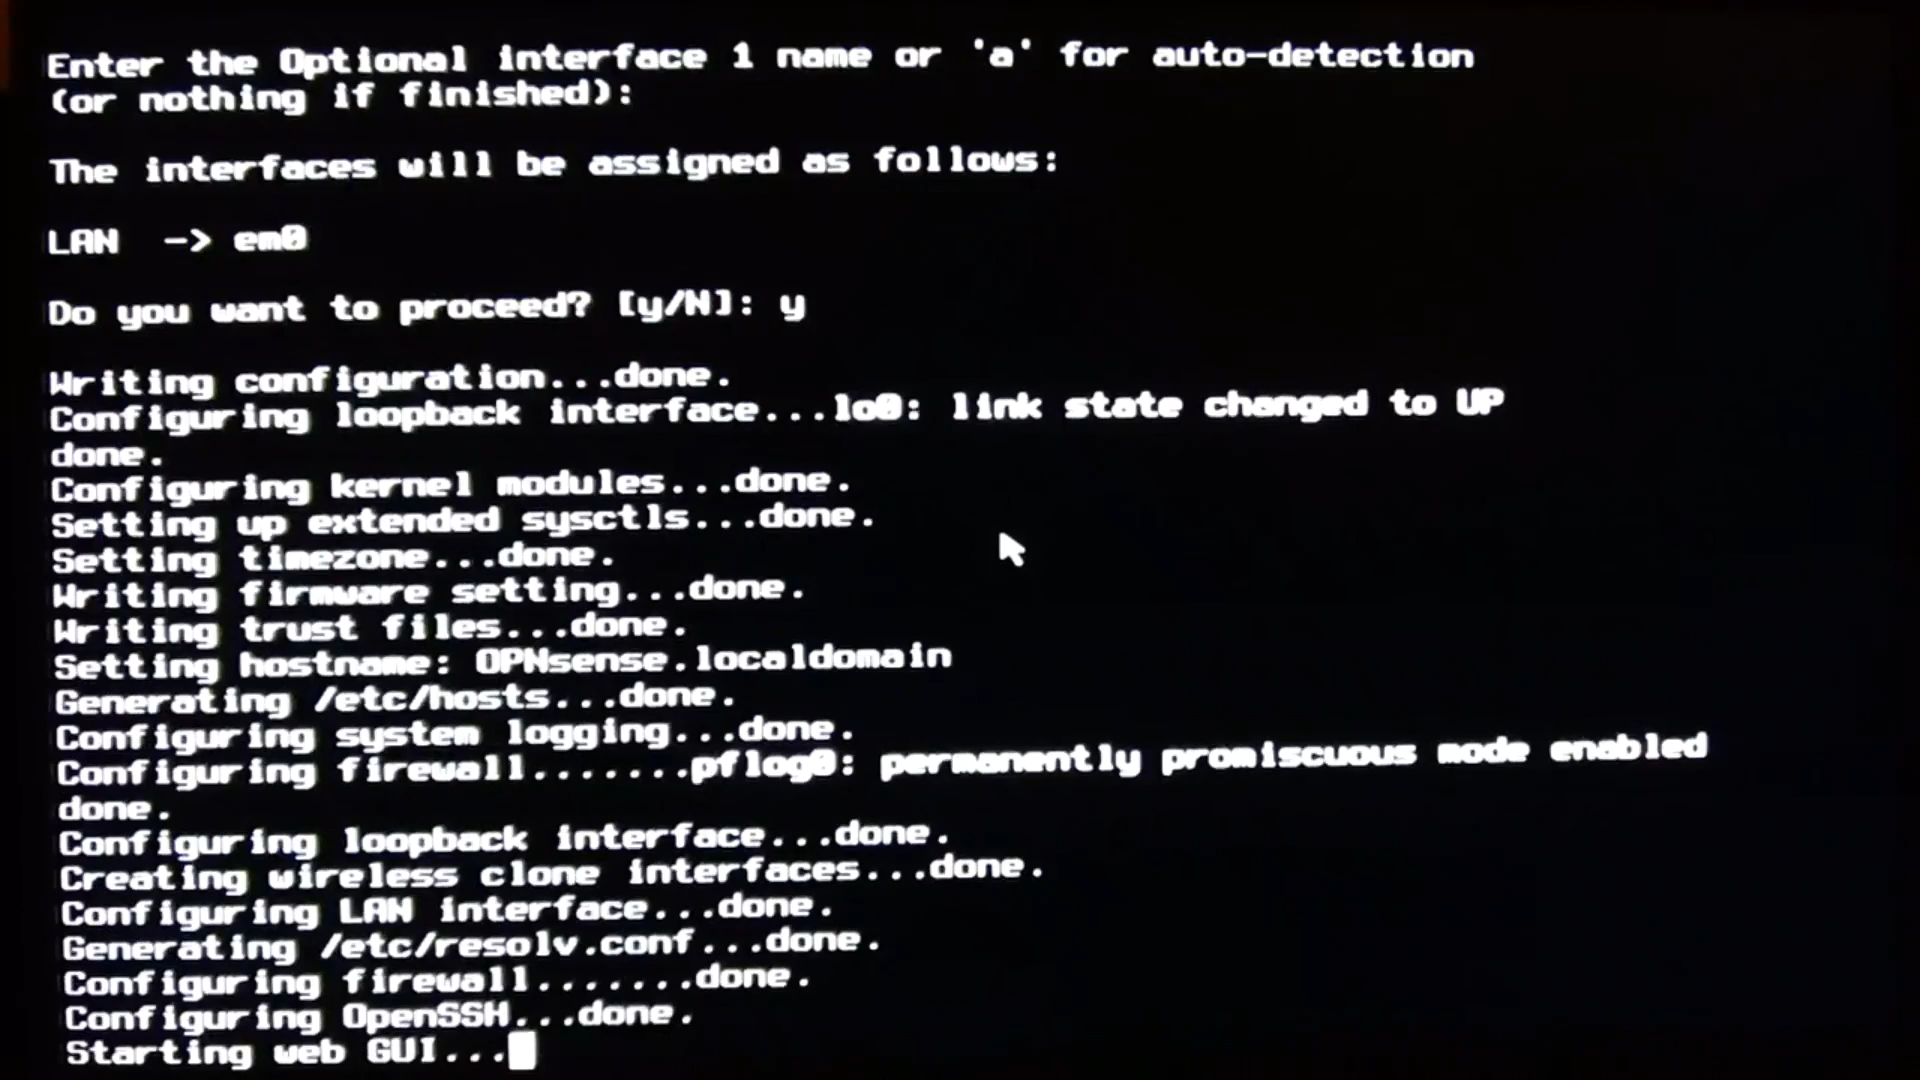 Enter the Optional interface 1 name or 'a' for auto-detection
(or nothing if finished):
The interfaces will be assigned as follows:
LAN -> em0
Do you want to proceed? [y/N]: y
Writing configuration...done.
Configuring loopback interface...lo0: link state changed to UP
done.
Configuring kernel modules...done.
Setting up extended sysctls...done.
Setting timezone...done.
Writing firmware setting...done.
Writing trust files...done.
Setting hostname: OPNsense.localdomain
Generating /etc/hosts...done.
Configuring system logging...done.
Configuring firewall.......pflog0: permanently promiscuous mode enabled
done.
Configuring loopback interface...done.
Creating wireless clone interfaces...done.
Configuring LAN interface...done.
Generating /etc/resolv.conf...done.
Configuring firewall.......done.
Configuring OpenSSH...done.
Starting web GUI...